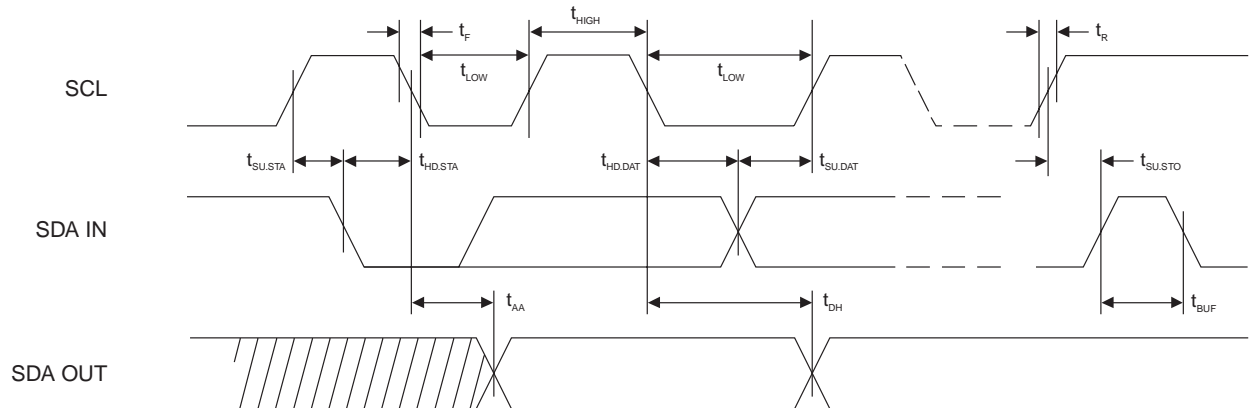 t_HIGH
t_F
t_R
t_LOW
t_LOW
SCL
t_SU.STA
t_HD.STA
t_HD.DAT
t_SU.DAT
t_SU.STO
SDA IN
t_AA
t_DH
t_BUF
SDA OUT